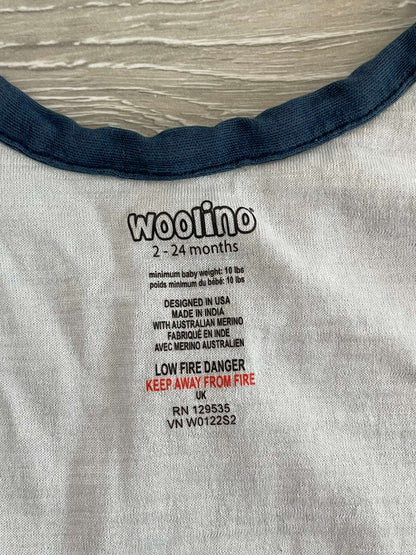 woolino
2 - 24 months
minimum baby weight: 10 lbs
poids minimum du bébé: 10 lbs
DESIGNED IN USA
MADE IN INDIA
WITH AUSTRALIAN MERINO
FABRIQUÉ EN INDE
AVEC MERINO AUSTRALIEN
LOW FIRE DANGER
KEEP AWAY FROM FIRE
UK
RN 129535
VN W0122S2